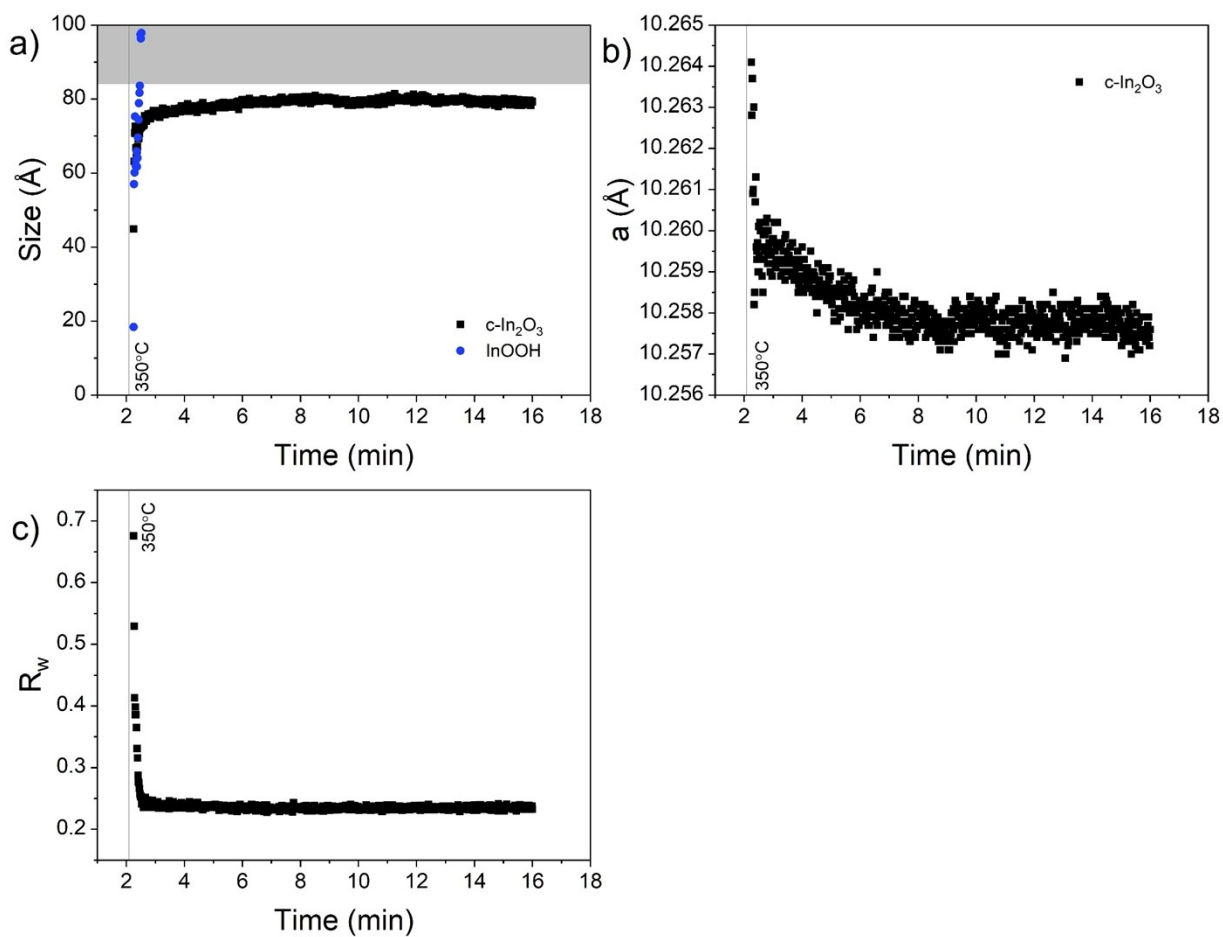 a)
100
80
60
40
20
0
Size (Å)
c-In₂O₃
InOOH
350°C
2 4 6 8 10 12 14 16 18
Time (min)
b)
10.265
10.264
10.263
10.262
10.261
10.260
10.259
10.258
10.257
10.256
a (Å)
c-In₂O₃
350°C
2 4 6 8 10 12 14 16 18
Time (min)
c)
0.7
0.6
0.5
0.4
0.3
0.2
R_w
350°C
2 4 6 8 10 12 14 16 18
Time (min)